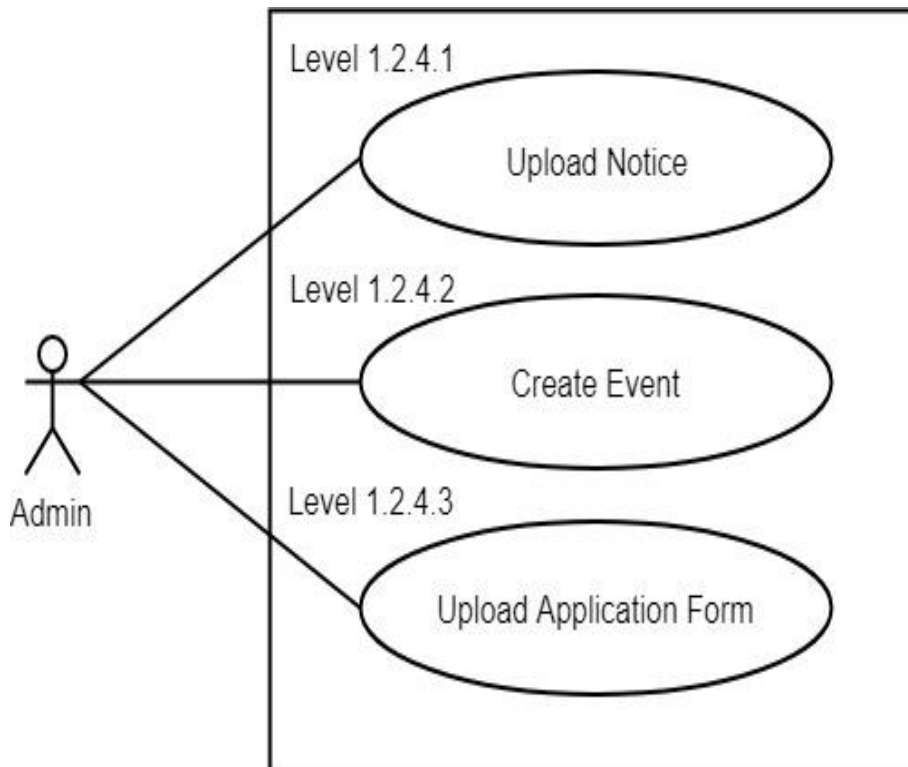 Level 1.2.4.1
Upload Notice
Level 1.2.4.2
Create Event
Admin
Level 1.2.4.3
Upload Application Form